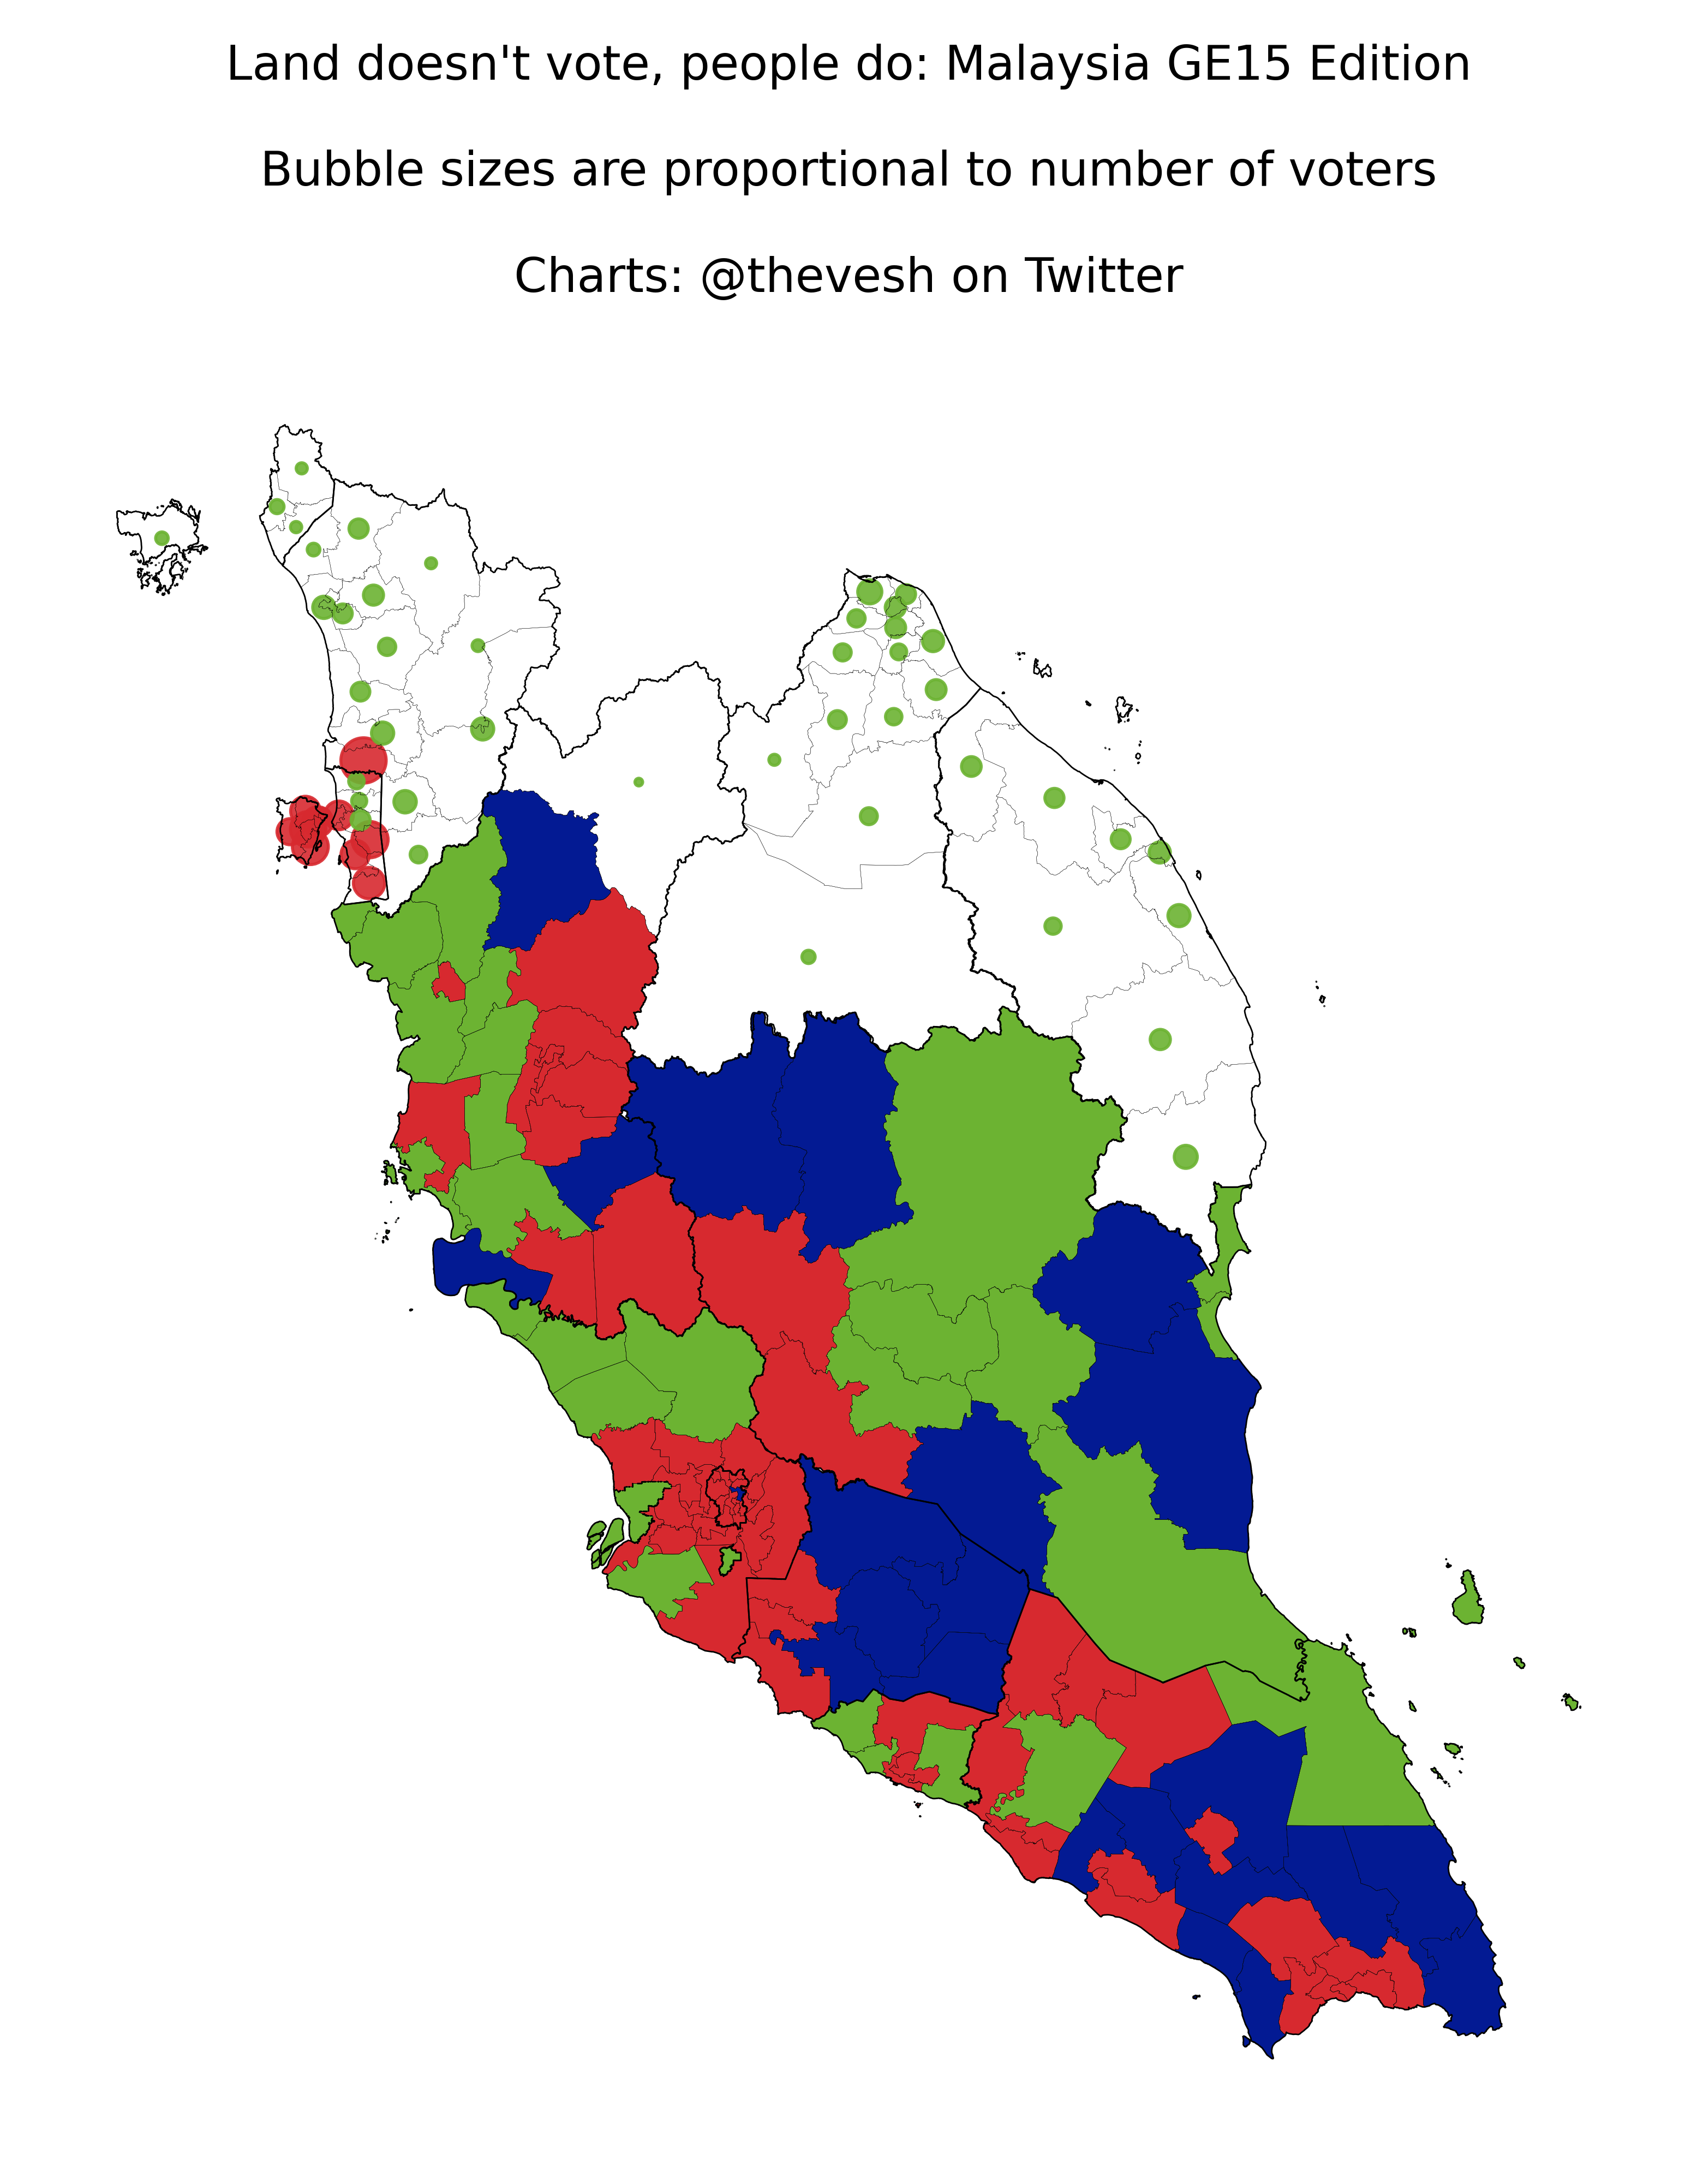 Land doesn't vote, people do: Malaysia GE15 Edition
Bubble sizes are proportional to number of voters
Charts: @thevesh on Twitter